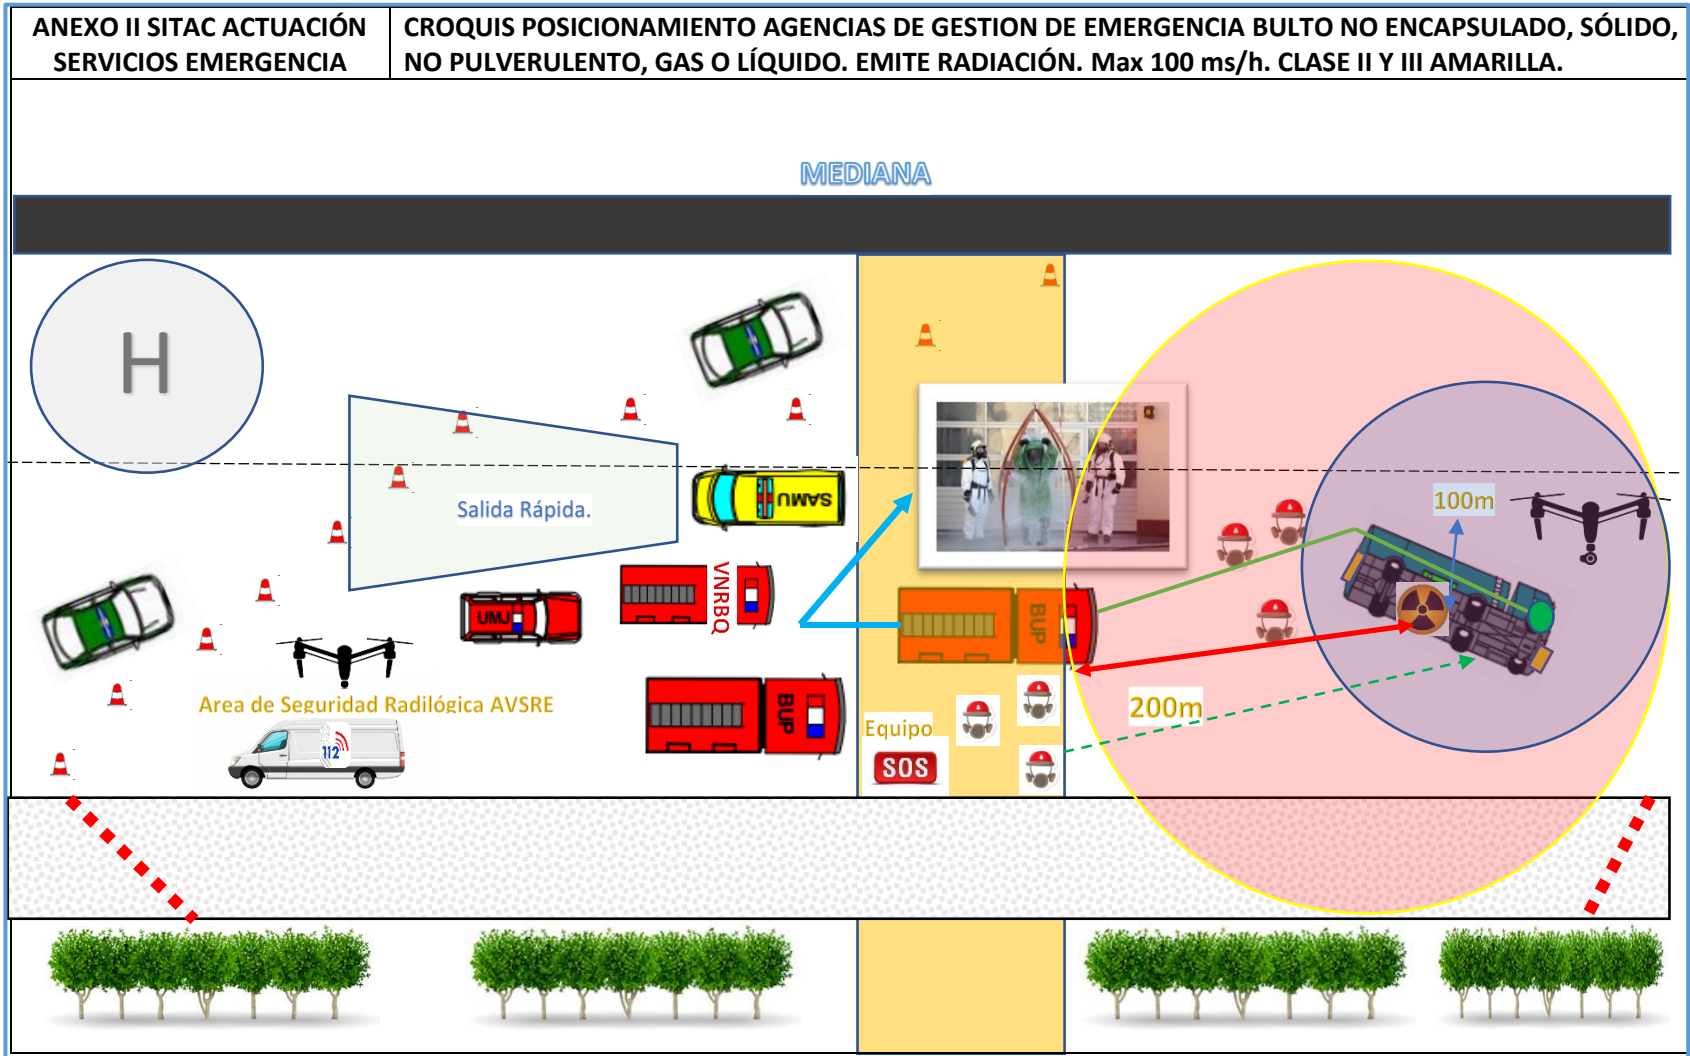 ANEXO II SITAC ACTUACIÓN
SERVICIOS EMERGENCIA
CROQUIS POSICIONAMIENTO AGENCIAS DE GESTION DE EMERGENCIA BULTO NO ENCAPSULADO, SÓLIDO,
NO PULVERULENTO, GAS O LÍQUIDO. EMITE RADIACIÓN. Max 100 ms/h. CLASE II Y III AMARILLA.
MEDIANA
H
Salida Rápida.
SAMU
100m
VNRBQ
UMJ
BUP
BUP
Area de Seguridad Radilógica AVSRE
112
200m
Equipo
SOS